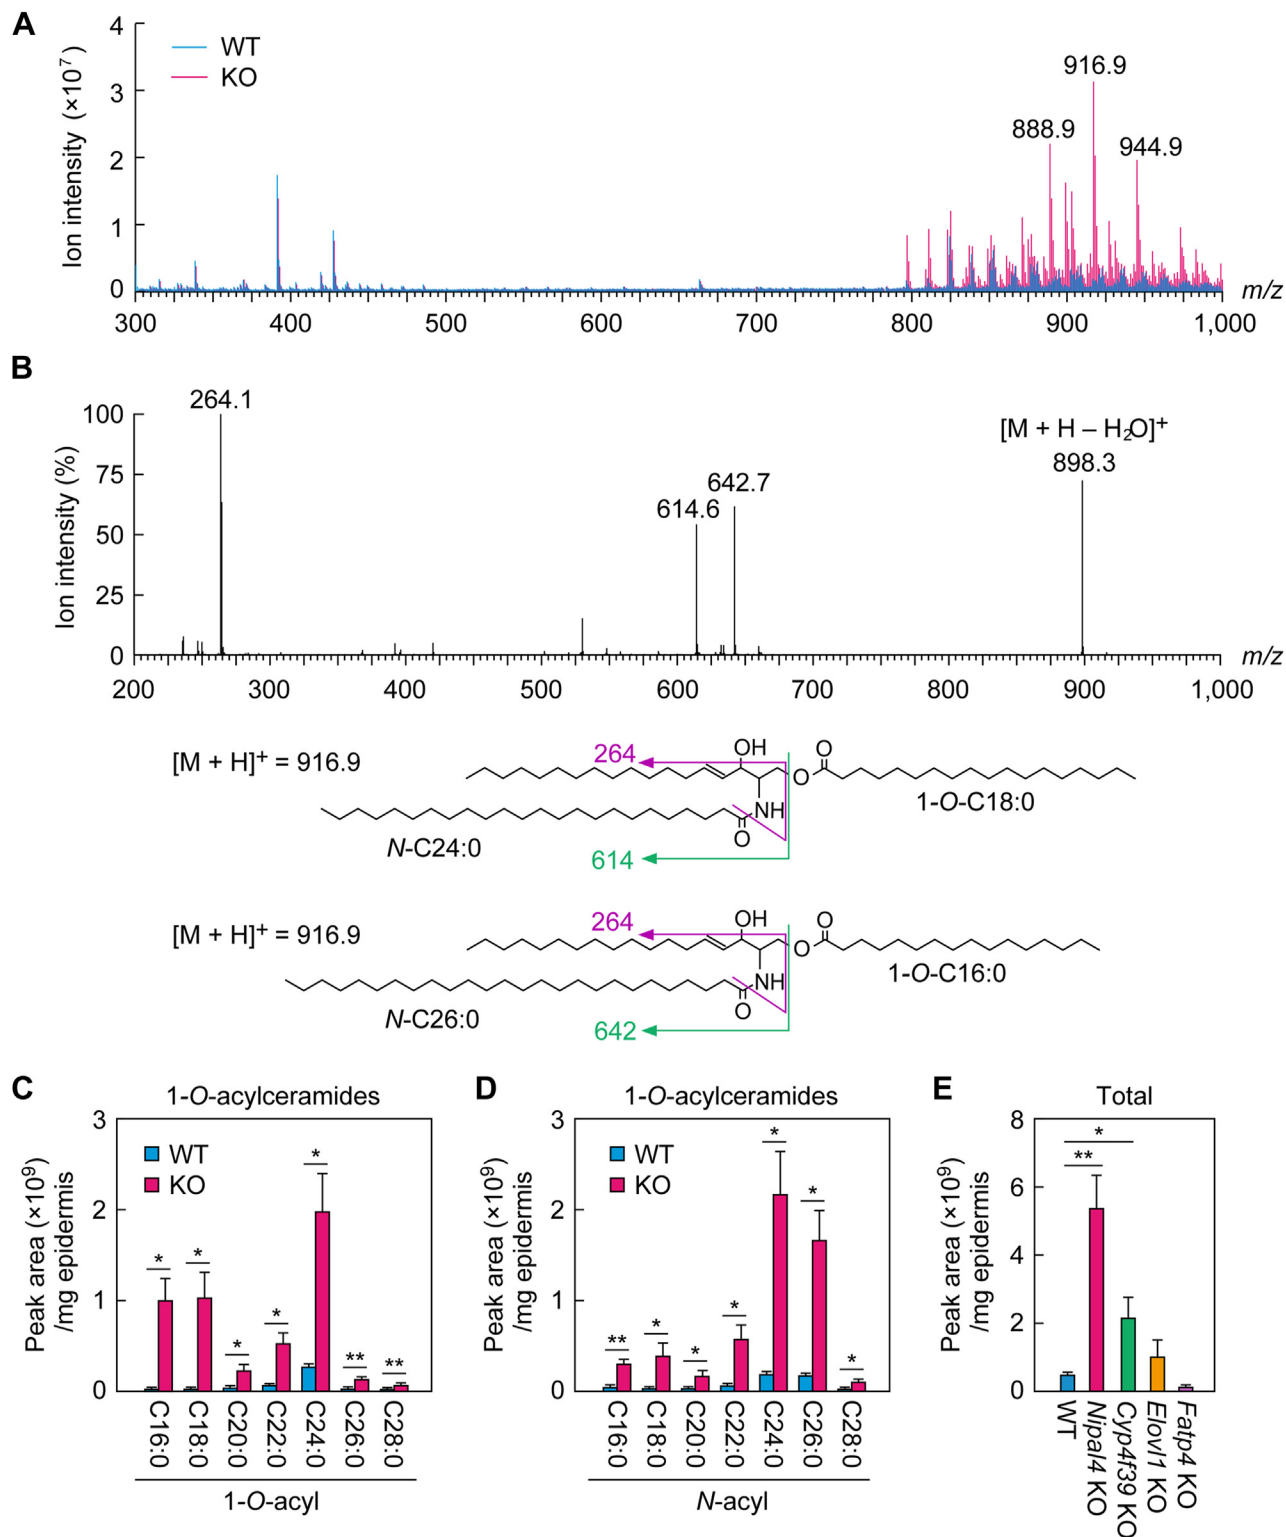 A
Ion intensity (×10⁷)
4
3
2
1
0
WT
KO
888.9
916.9
944.9
300
400
500
600
700
800
900
1,000
m/z
B
Ion intensity (%)
100
75
50
25
0
264.1
614.6
642.7
[M + H – H₂O]⁺
898.3
200
300
400
500
600
700
800
900
1,000
m/z
[M + H]⁺ = 916.9
264
OH
O
O
NH
O
1-O-C18:0
N-C24:0
614
[M + H]⁺ = 916.9
264
OH
O
O
NH
O
1-O-C16:0
N-C26:0
642
C
1-O-acylceramides
Peak area (×10⁹)
/mg epidermis
3
2
1
0
WT
KO
*
*
*
*
*
**
**
C16:0
C18:0
C20:0
C22:0
C24:0
C26:0
C28:0
1-O-acyl
D
1-O-acylceramides
Peak area (×10⁹)
/mg epidermis
3
2
1
0
WT
KO
**
*
*
*
*
*
*
C16:0
C18:0
C20:0
C22:0
C24:0
C26:0
C28:0
N-acyl
E
Total
Peak area (×10⁹)
/mg epidermis
8
6
4
2
0
*
**
WT
Nipal4 KO
Cyp4f39 KO
Elovl1 KO
Fatp4 KO